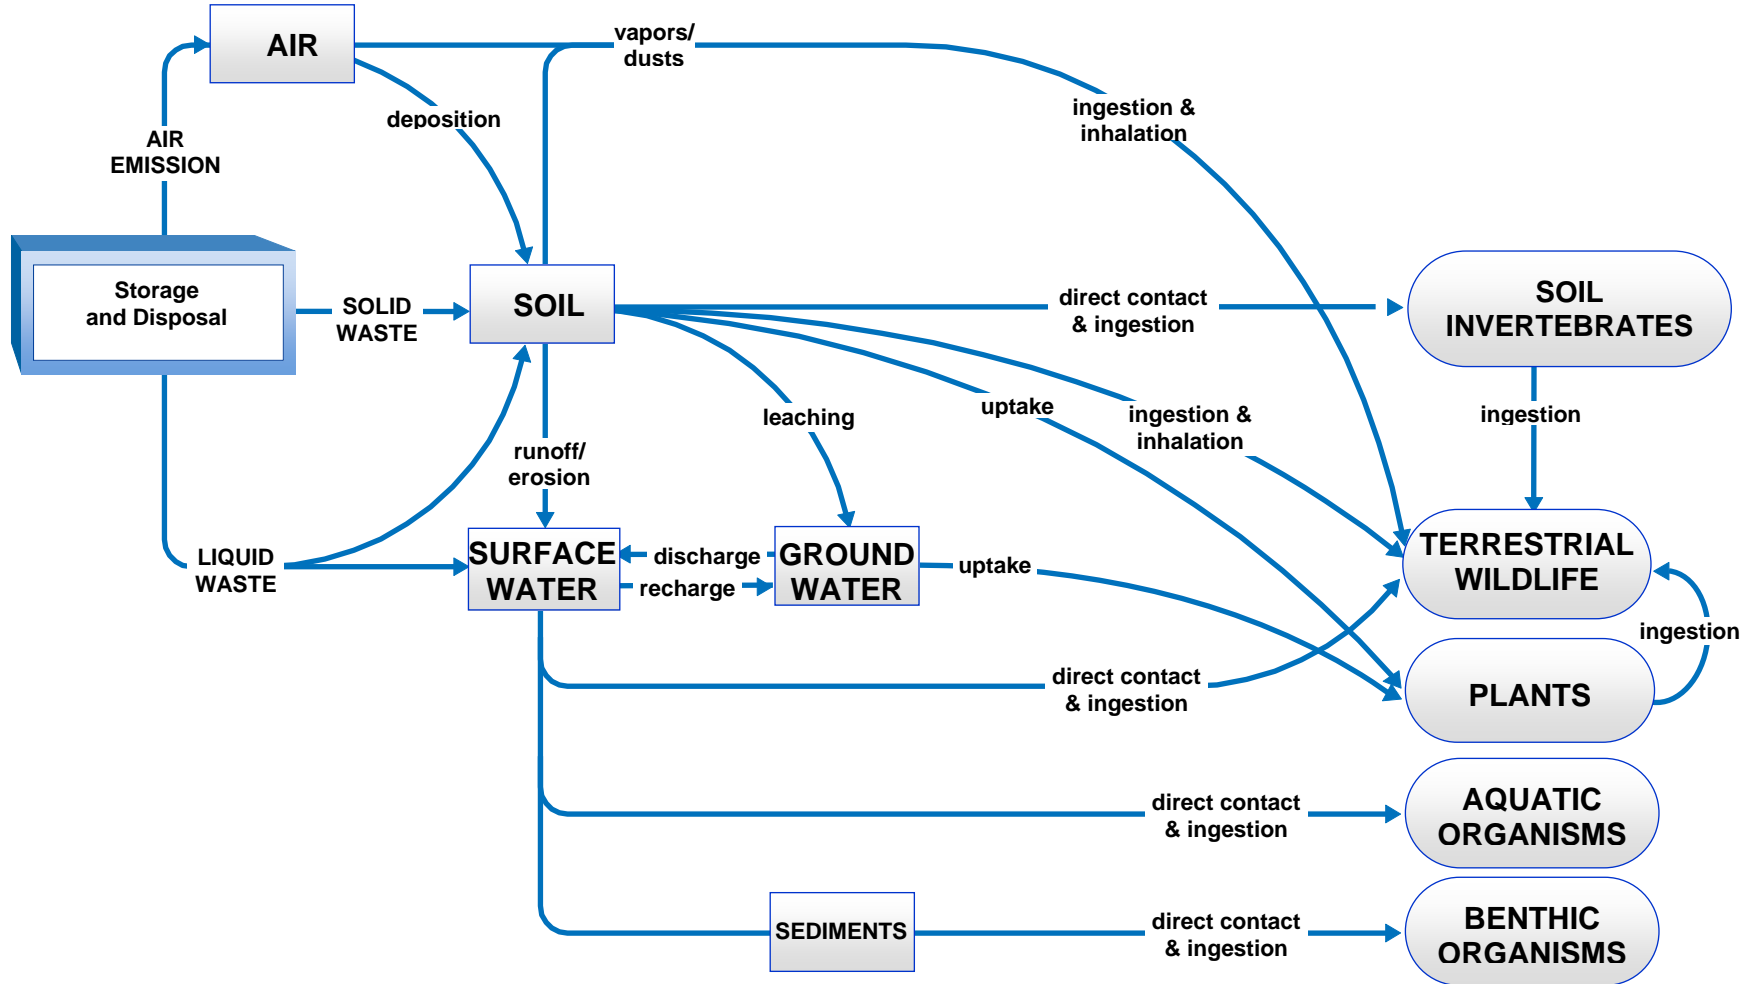 AIR
vapors/
dusts
deposition
ingestion &
inhalation
AIR
EMISSION
Storage
and Disposal
SOLID
WASTE
SOIL
direct contact
& ingestion
SOIL
INVERTEBRATES
leaching
uptake
ingestion &
inhalation
ingestion
runoff/
erosion
LIQUID
WASTE
SURFACE
WATER
discharge
recharge
GROUND
WATER
uptake
TERRESTRIAL
WILDLIFE
ingestion
direct contact
& ingestion
PLANTS
direct contact
& ingestion
AQUATIC
ORGANISMS
SEDIMENTS
direct contact
& ingestion
BENTHIC
ORGANISMS